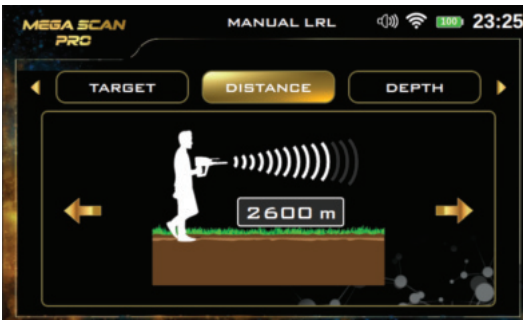 MEGA SCAN
PRO
MANUAL LRL
100
23:25
TARGET
DISTANCE
DEPTH
2600 m